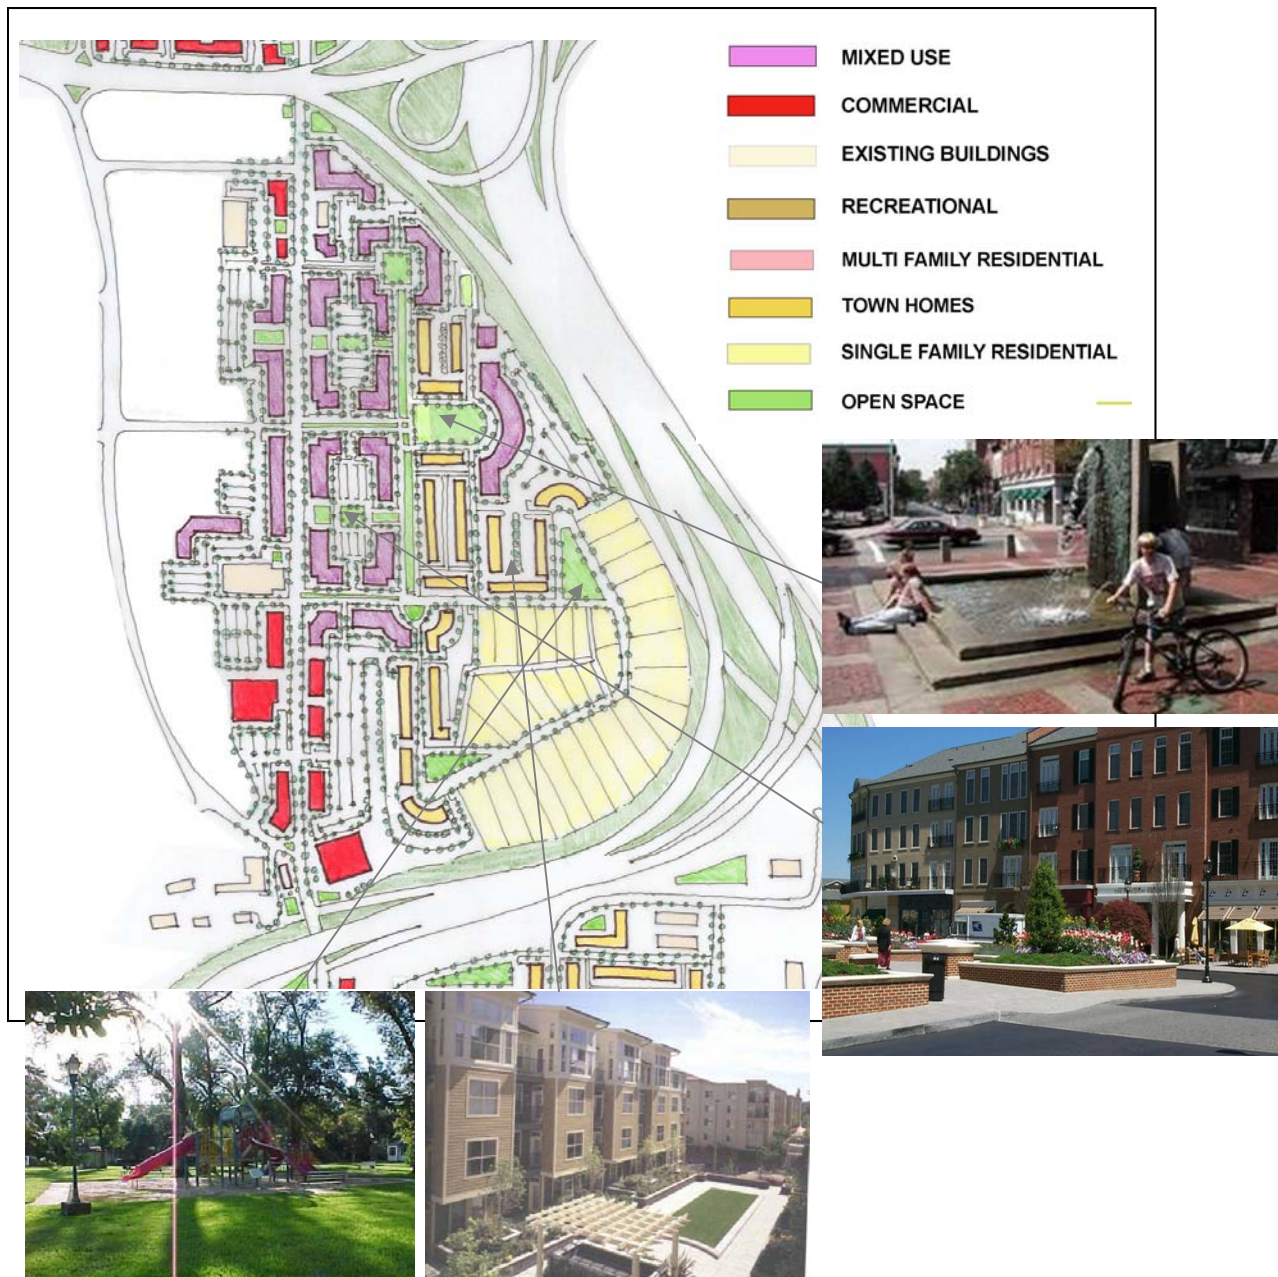 MIXED USE
COMMERCIAL
EXISTING BUILDINGS
RECREATIONAL
MULTI FAMILY RESIDENTIAL
TOWN HOMES
SINGLE FAMILY RESIDENTIAL
OPEN SPACE